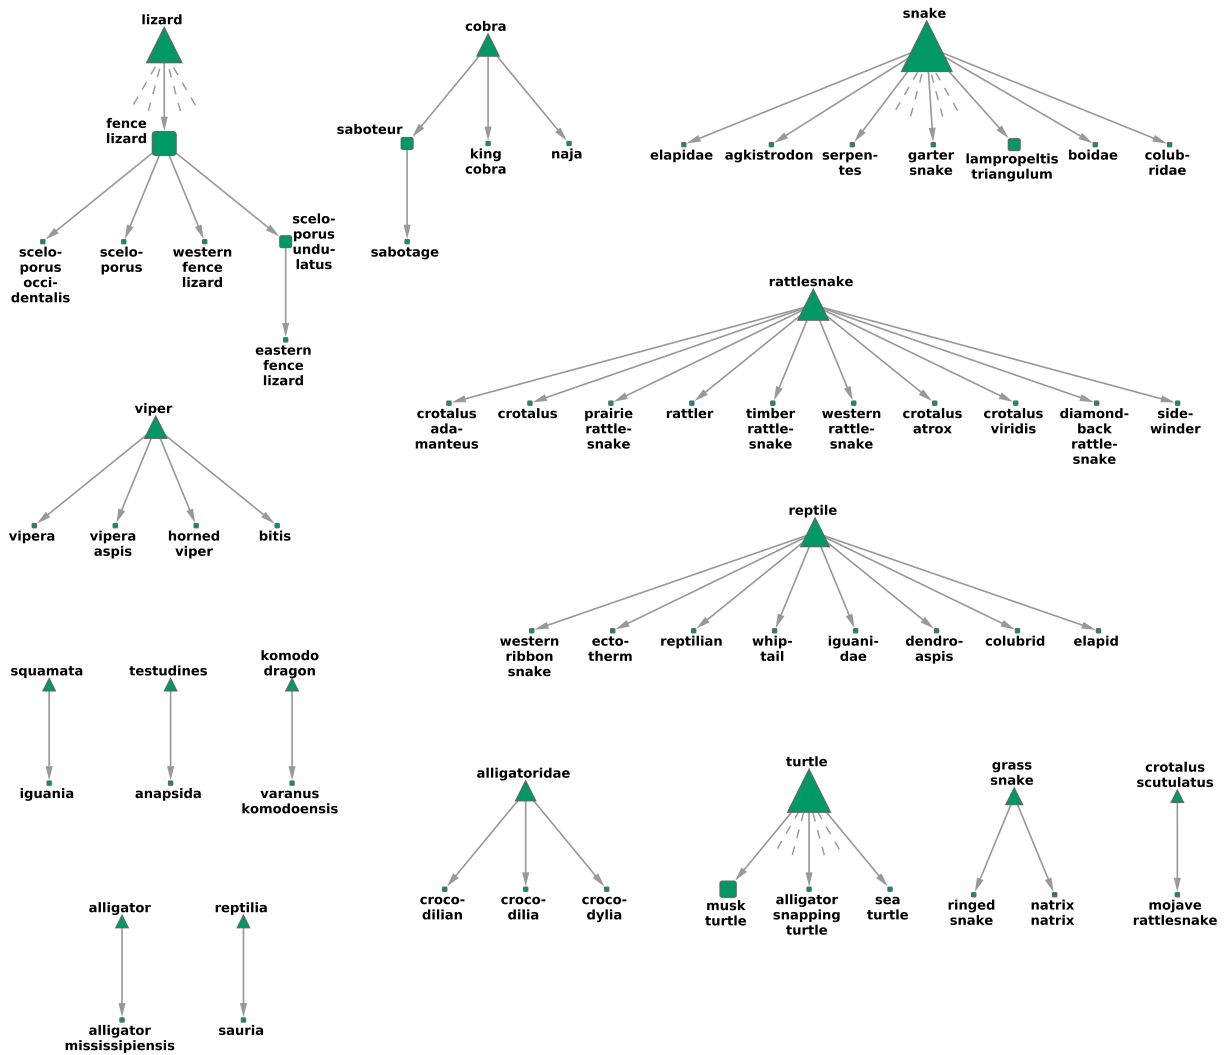 lizard
fence
lizard
scelo-
porus
occi-
dentalis
scelo-
porus
western
fence
lizard
scelo-
porus
undu-
latus
eastern
fence
lizard
cobra
saboteur
king
cobra
naja
sabotage
snake
elapidae
agkistrodon
serpen-
tes
garter
snake
lampropeltis
triangulum
boidae
colub-
ridae
rattlesnake
crotalus
ada-
manteus
crotalus
prairie
rattle-
snake
rattler
timber
rattle-
snake
western
rattle-
snake
crotalus
atrox
crotalus
viridis
diamond-
back
rattle-
snake
side-
winder
viper
vipera
vipera
aspis
horned
viper
bitis
reptile
western
ribbon
snake
ecto-
therm
reptilian
whip-
tail
iguani-
dae
dendro-
aspis
colubrid
elapid
squamata
iguania
testudines
anapsida
komodo
dragon
varanus
komodoensis
alligatoridae
croco-
dilian
croco-
dilia
croco-
dylia
turtle
musk
turtle
alligator
snapping
turtle
sea
turtle
grass
snake
ringed
snake
natrix
natrix
crotalus
scutulatus
mojave
rattlesnake
alligator
alligator
mississipiensis
reptilia
sauria